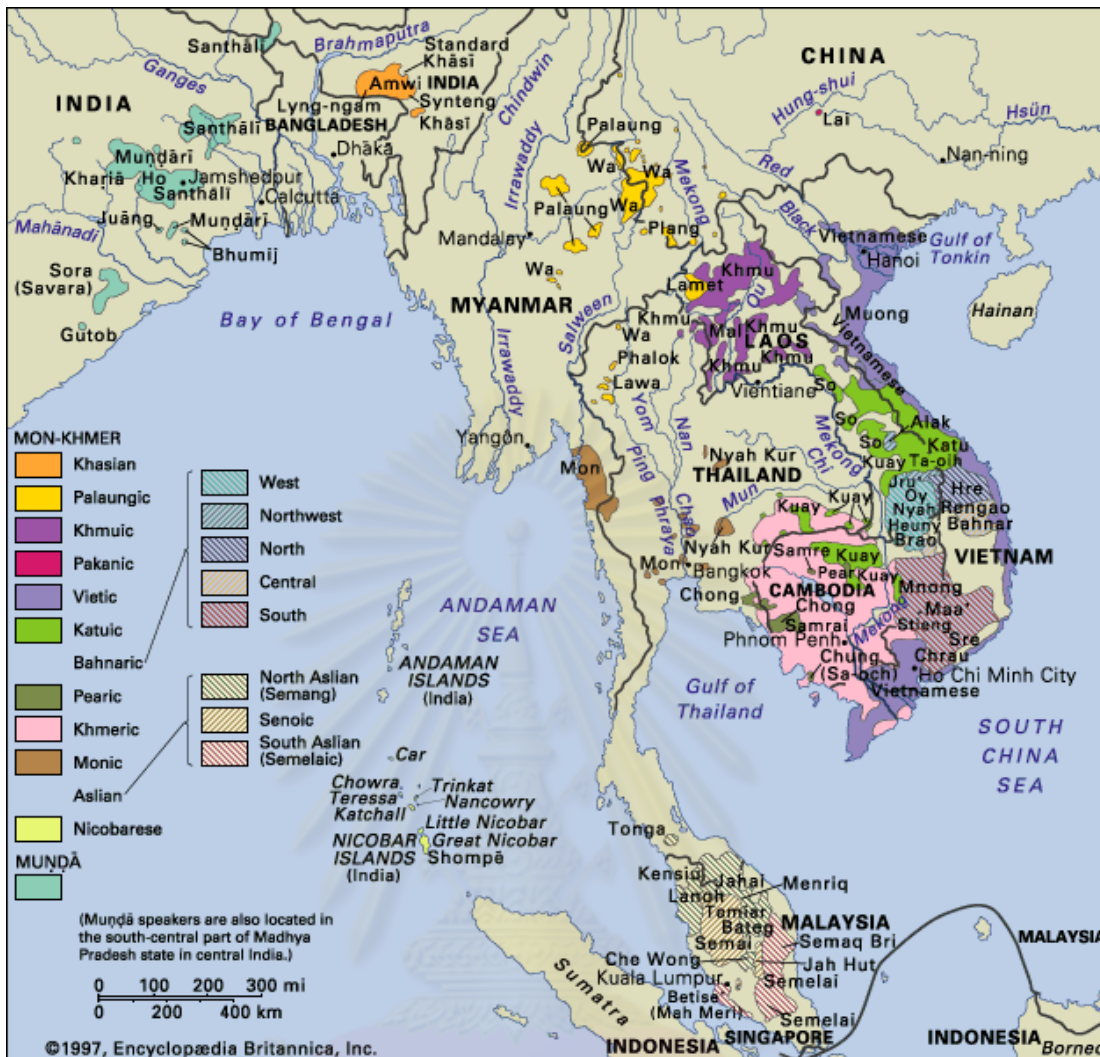 CHINA
Santhālī
Brahmaputra
Standard
Khāsī
Ganges
Amwi INDIA
Chindwin
Hung-shui
Hsün
INDIA
Lyng-ngam
Synteng
BANGLADESH
Khāsī
Lai
Santhālī
Irrawaddy
Palaung
Dhākā
Nan-ning
Muṇḍārī
Wa
Wa
Red
Khaṛiā
Ho
Jamshedpur
Mekong
Santhālī
Calcutta
Palaung
Wa
Black
Juāng
Muṇḍārī
Mahānadi
Mandalay
Plang
Vietnamese
Gulf of
Tonkin
Bhumij
Hanoi
Sora
(Savara)
Wa
Khmu
Lamet
MYANMAR
Salween
Ou
Hainan
Gutob
Bay of Bengal
Khmu
Muong
Wa
Mal
Khmu
LAOS
Irrawaddy
Phalok
Khmu
Khmu
Vietnamese
Lawa
Vientiane
So
Yom
Nan
So
Alak
MON-KHMER
Yangôn
Mekong
So
Katu
Khasian
Ping
Nyah Kur
Chi
Kuay
Ta-oih
West
Mon
THAILAND
Palaungic
Mun
Jru'
Hre
Northwest
Kuay
Oy
Rengao
Khmuic
Phraya
Chao
Kuay
Nyah
Bahnar
North
Heuny
Pakanic
Nyah Kur
Brao
VIETNAM
Central
Samre
Kuay
Vietic
Mon
Bangkok
Pear
Kuay
Mnong
South
ANDAMAN
SEA
Chong
CAMBODIA
Katuic
Chong
Maa'
Samrai
Mekong
Stieng
Bahnaric
Phnom Penh
Sre
ANDAMAN
ISLANDS
(India)
Chung
(Sa-och)
Chrau
Ho Chi Minh City
North Aslian
(Semang)
Pearic
Vietnamese
Gulf of
Thailand
Khmeric
Senoic
SOUTH
CHINA
SEA
Monic
South Aslian
(Semelaic)
Car
Aslian
Chowra
Trinkat
Teressa
Nancowry
Katchall
Little Nicobar
Nicobarese
Tonga
NICOBAR
ISLANDS
(India)
Great Nicobar
Shompē
MUṆḌĀ
Kensiu
Jahai
Menriq
Lanoh
Temiar
MALAYSIA
(Muṇḍā speakers are also located in
the south-central part of Madhya
Pradesh state in central India.)
Bateg
Semai
Semaq Bri
MALAYSIA
Che Wong
Jah Hut
0 100 200 300 mi
Kuala Lumpur
Semelai
0 200 400 km
Sumatra
Betise
(Mah Meri)
Semelai
SINGAPORE
INDONESIA
INDONESIA
Borneo
©1997, Encyclopædia Britannica, Inc.